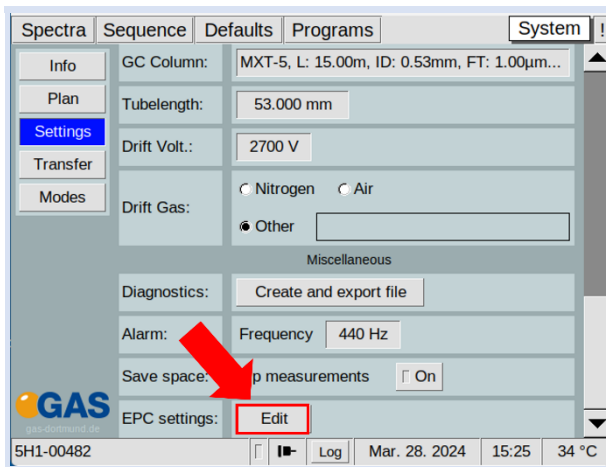 Spectra Sequence Defaults Programs System !
Info
Plan
Settings
Transfer
Modes
GC Column: MXT-5, L: 15.00m, ID: 0.53mm, FT: 1.00µm...
Tubelength: 53.000 mm
Drift Volt.: 2700 V
Drift Gas: Nitrogen Air
Other
Miscellaneous
Diagnostics: Create and export file
Alarm: Frequency 440 Hz
Save space: measurements On
EPC settings: Edit
GAS
gas-dortmund.de
5H1-00482 Log Mar. 28. 2024 15:25 34 °C